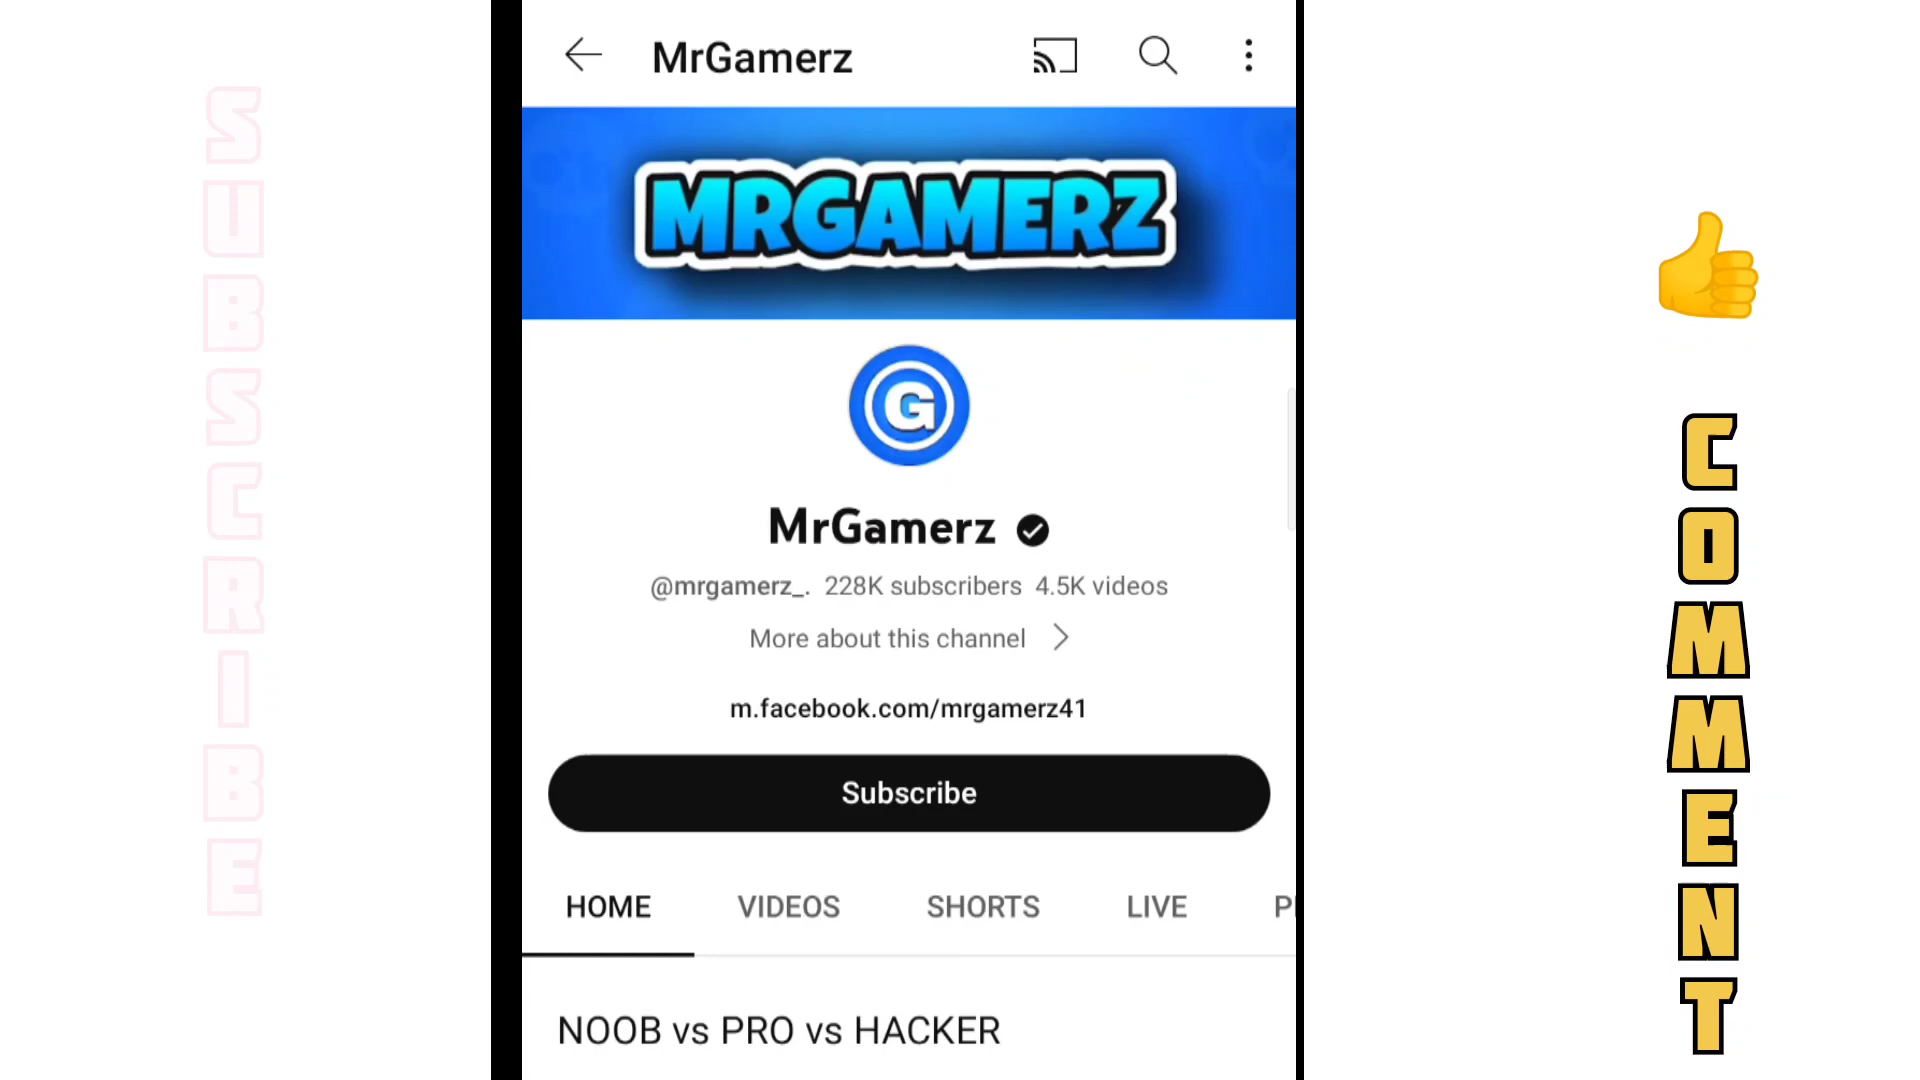 MrGamerz
MRGAMERZ
G
MrGamerz
@mrgamerz_. 228K subscribers 4.5K videos
More about this channel
m.facebook.com/mrgamerz41
Subscribe
HOME VIDEOS SHORTS LIVE
NOOB vs PRO vs HACKER
SUBSCRIBE
COMMENT